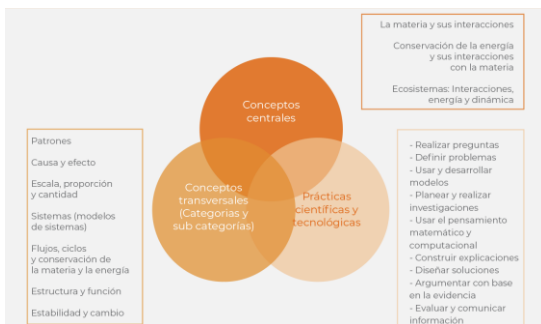 La materia y sus interacciones
Conservación de la energía
y sus interacciones
con la materia
Ecosistemas: Interacciones,
energía y dinámica
Conceptos
centrales
Conceptos
transversales
(Categorías y
sub categorías)
Prácticas
científicas y
tecnológicas
Patrones
Causa y efecto
Escala, proporción
y cantidad
Sistemas (modelos
de sistemas)
Flujos, ciclos
y conservación de
la materia y la energía
Estructura y función
Estabilidad y cambio
- Realizar preguntas
- Definir problemas
- Usar y desarrollar
modelos
- Planear y realizar
investigaciones
- Usar el pensamiento
matemático y
computacional
- Construir explicaciones
- Diseñar soluciones
- Argumentar con base
en la evidencia
- Evaluar y comunicar
información